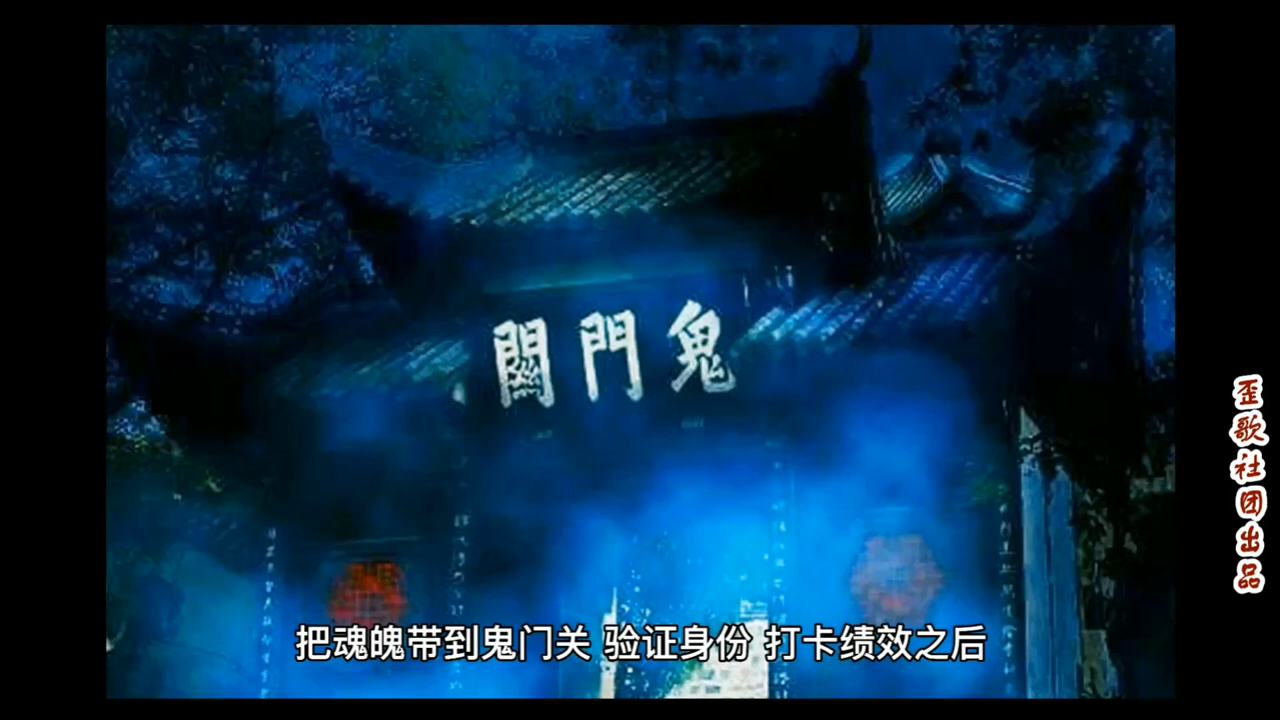 鬼門關
把魂魄带到鬼门关 验证身份 打卡绩效之后
歪歌社团出品